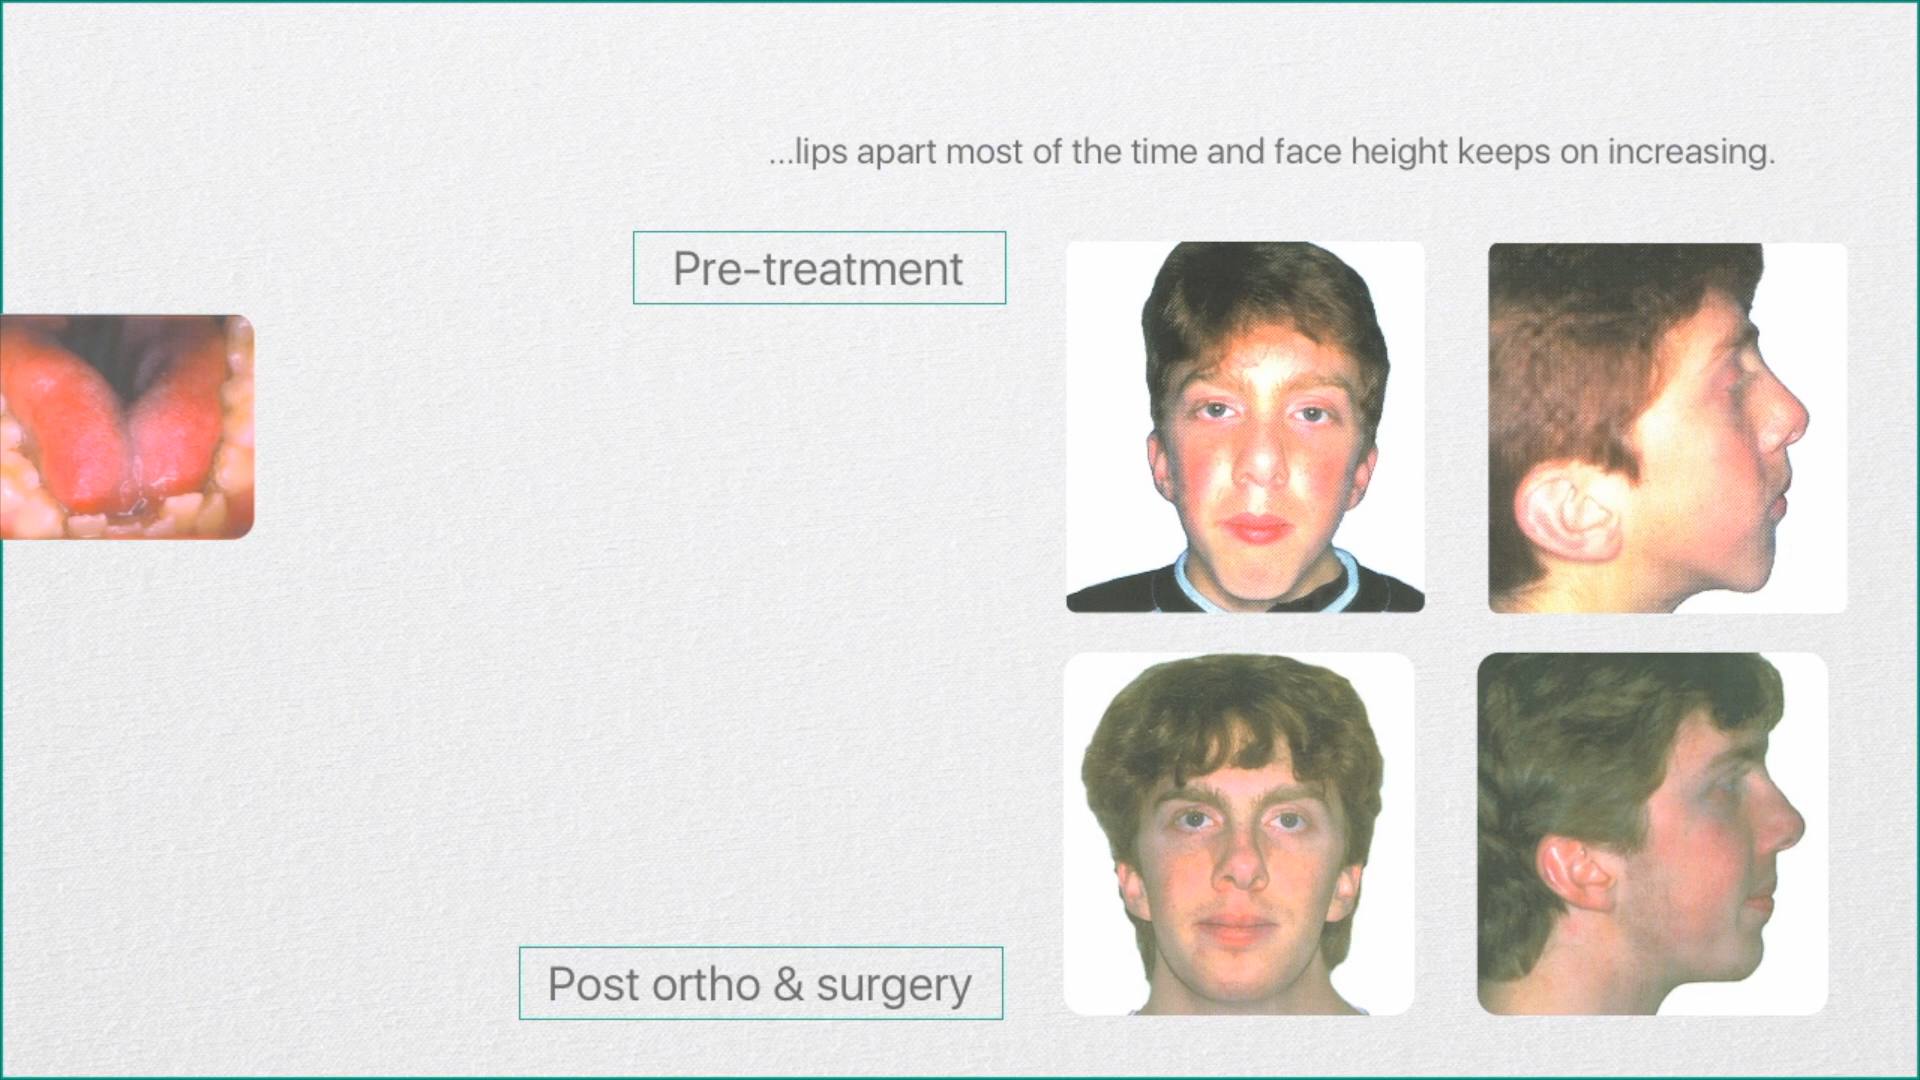 ...lips apart most of the time and face height keeps on increasing.
Pre-treatment
Post ortho & surgery